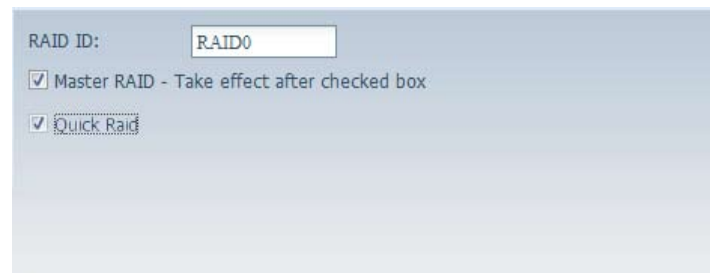 RAID ID: RAID0
Master RAID - Take effect after checked box
Quick Raid